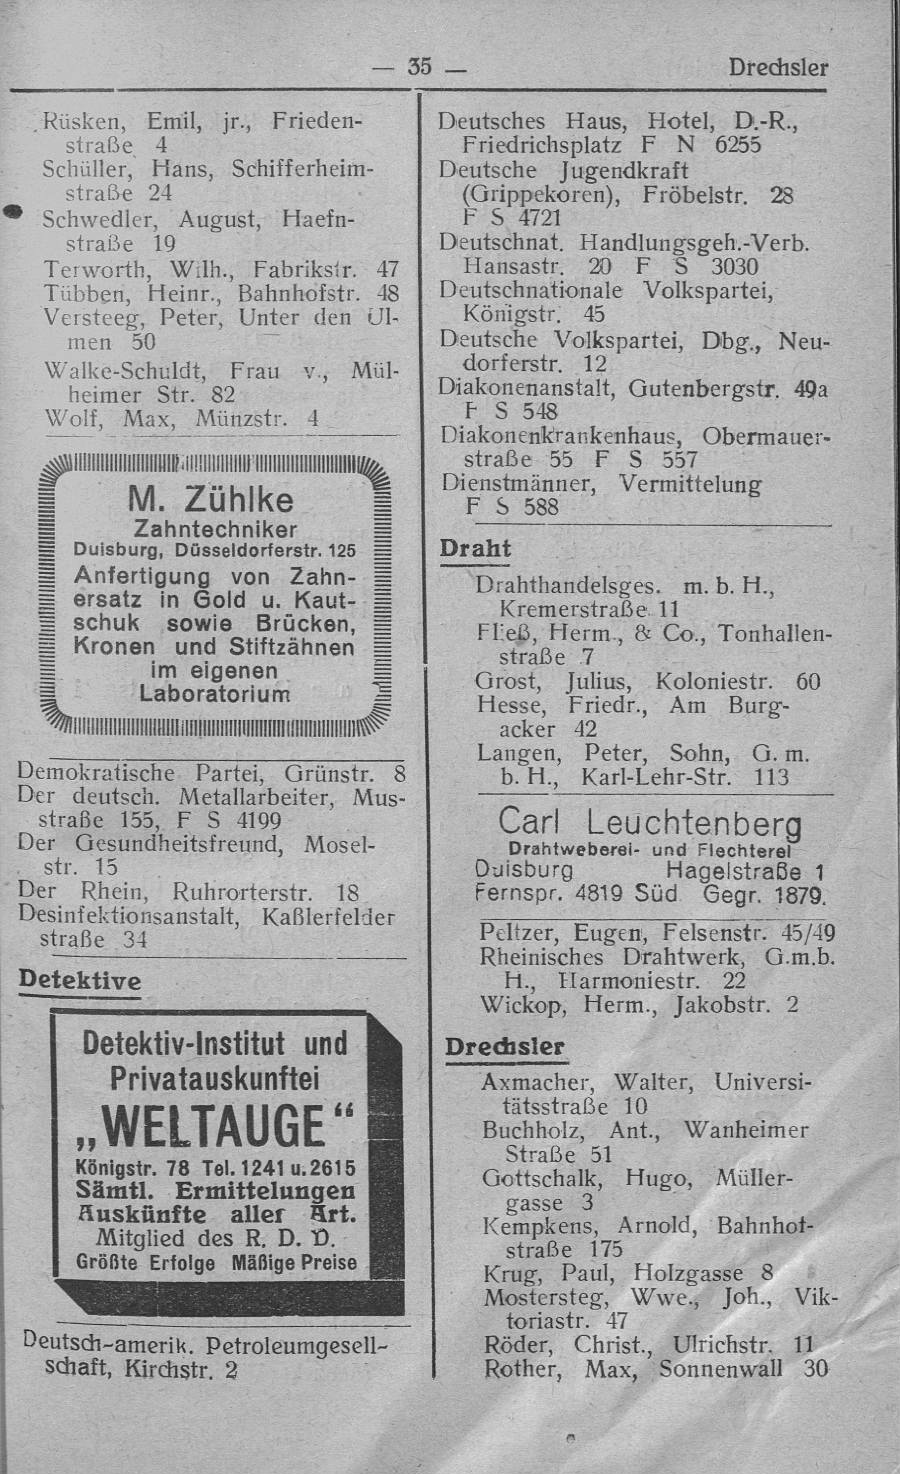 — 35 —
Drechsler
Rüsken, Emil, jr., Frieden-
straße 4
Schüller, Hans, Schifferheim-
straße 24
Schwedler, August, Haefn-
straße 19
Terworth, Wilh., Fabrikstr. 47
Tübben, Heinr., Bahnhofstr. 48
Versteeg, Peter, Unter den Ul-
men 50
Walke-Schuldt, Frau v., Mül-
heimer Str. 82
Wolf, Max, Münzstr. 4
M. Zühlke
Zahntechniker
Duisburg, Düsseldorferstr. 125
Anfertigung von Zahn-
ersatz in Gold u. Kaut-
schuk sowie Brücken,
Kronen und Stiftzähnen
im eigenen
Laboratorium
Demokratische Partei, Grünstr. 8
Der deutsch. Metallarbeiter, Mus-
straße 155, F S 4199
Der Gesundheitsfreund, Mosel-
str. 15
Der Rhein, Ruhrorterstr. 18
Desinfektionsanstalt, Kaßlerfelder
straße 34
Detektive
Detektiv-Institut und
Privatauskunftei
„WELTAUGE“
Königstr. 78 Tel. 1241 u. 2615
Sämtl. Ermittelungen
Auskünfte aller Art.
Mitglied des R. D. D.
Größte Erfolge Mäßige Preise
Deutsch-amerik. Petroleumgesell-
schaft, Kirchstr. 2
Deutsches Haus, Hotel, D.-R.,
Friedrichsplatz F N 6255
Deutsche Jugendkraft
(Grippekoren), Fröbelstr. 28
F S 4721
Deutschnat. Handlungsgeh.-Verb.
Hansastr. 20 F S 3030
Deutschnationale Volkspartei,
Königstr. 45
Deutsche Volkspartei, Dbg., Neu-
dorferstr. 12
Diakonenanstalt, Gutenbergstr. 49a
F S 548
Diakonenkrankenhaus, Obermauer-
straße 55 F S 557
Dienstmänner, Vermittelung
F S 588
Draht
Drahthandelsges. m. b. H.,
Kremerstraße 11
Fließ, Herm., & Co., Tonhallen-
straße 7
Grost, Julius, Koloniestr. 60
Hesse, Friedr., Am Burg-
acker 42
Langen, Peter, Sohn, G. m.
b. H., Karl-Lehr-Str. 113
Carl Leuchtenberg
Drahtweberei- und Flechterei
Duisburg Hagelstraße 1
Fernspr. 4819 Süd Gegr. 1879.
Peltzer, Eugen, Felsenstr. 45/49
Rheinisches Drahtwerk, G.m.b.
H., Harmoniestr. 22
Wickop, Herm., Jakobstr. 2
Drechsler
Axmacher, Walter, Universi-
tätsstraße 10
Buchholz, Ant., Wanheimer
Straße 51
Gottschalk, Hugo, Müller-
gasse 3
Kempkens, Arnold, Bahnhof-
straße 175
Krug, Paul, Holzgasse 8
Mostersteg, Wwe., Joh., Vik-
toriastr. 47
Röder, Christ., Ulrichstr. 11
Rother, Max, Sonnenwall 30